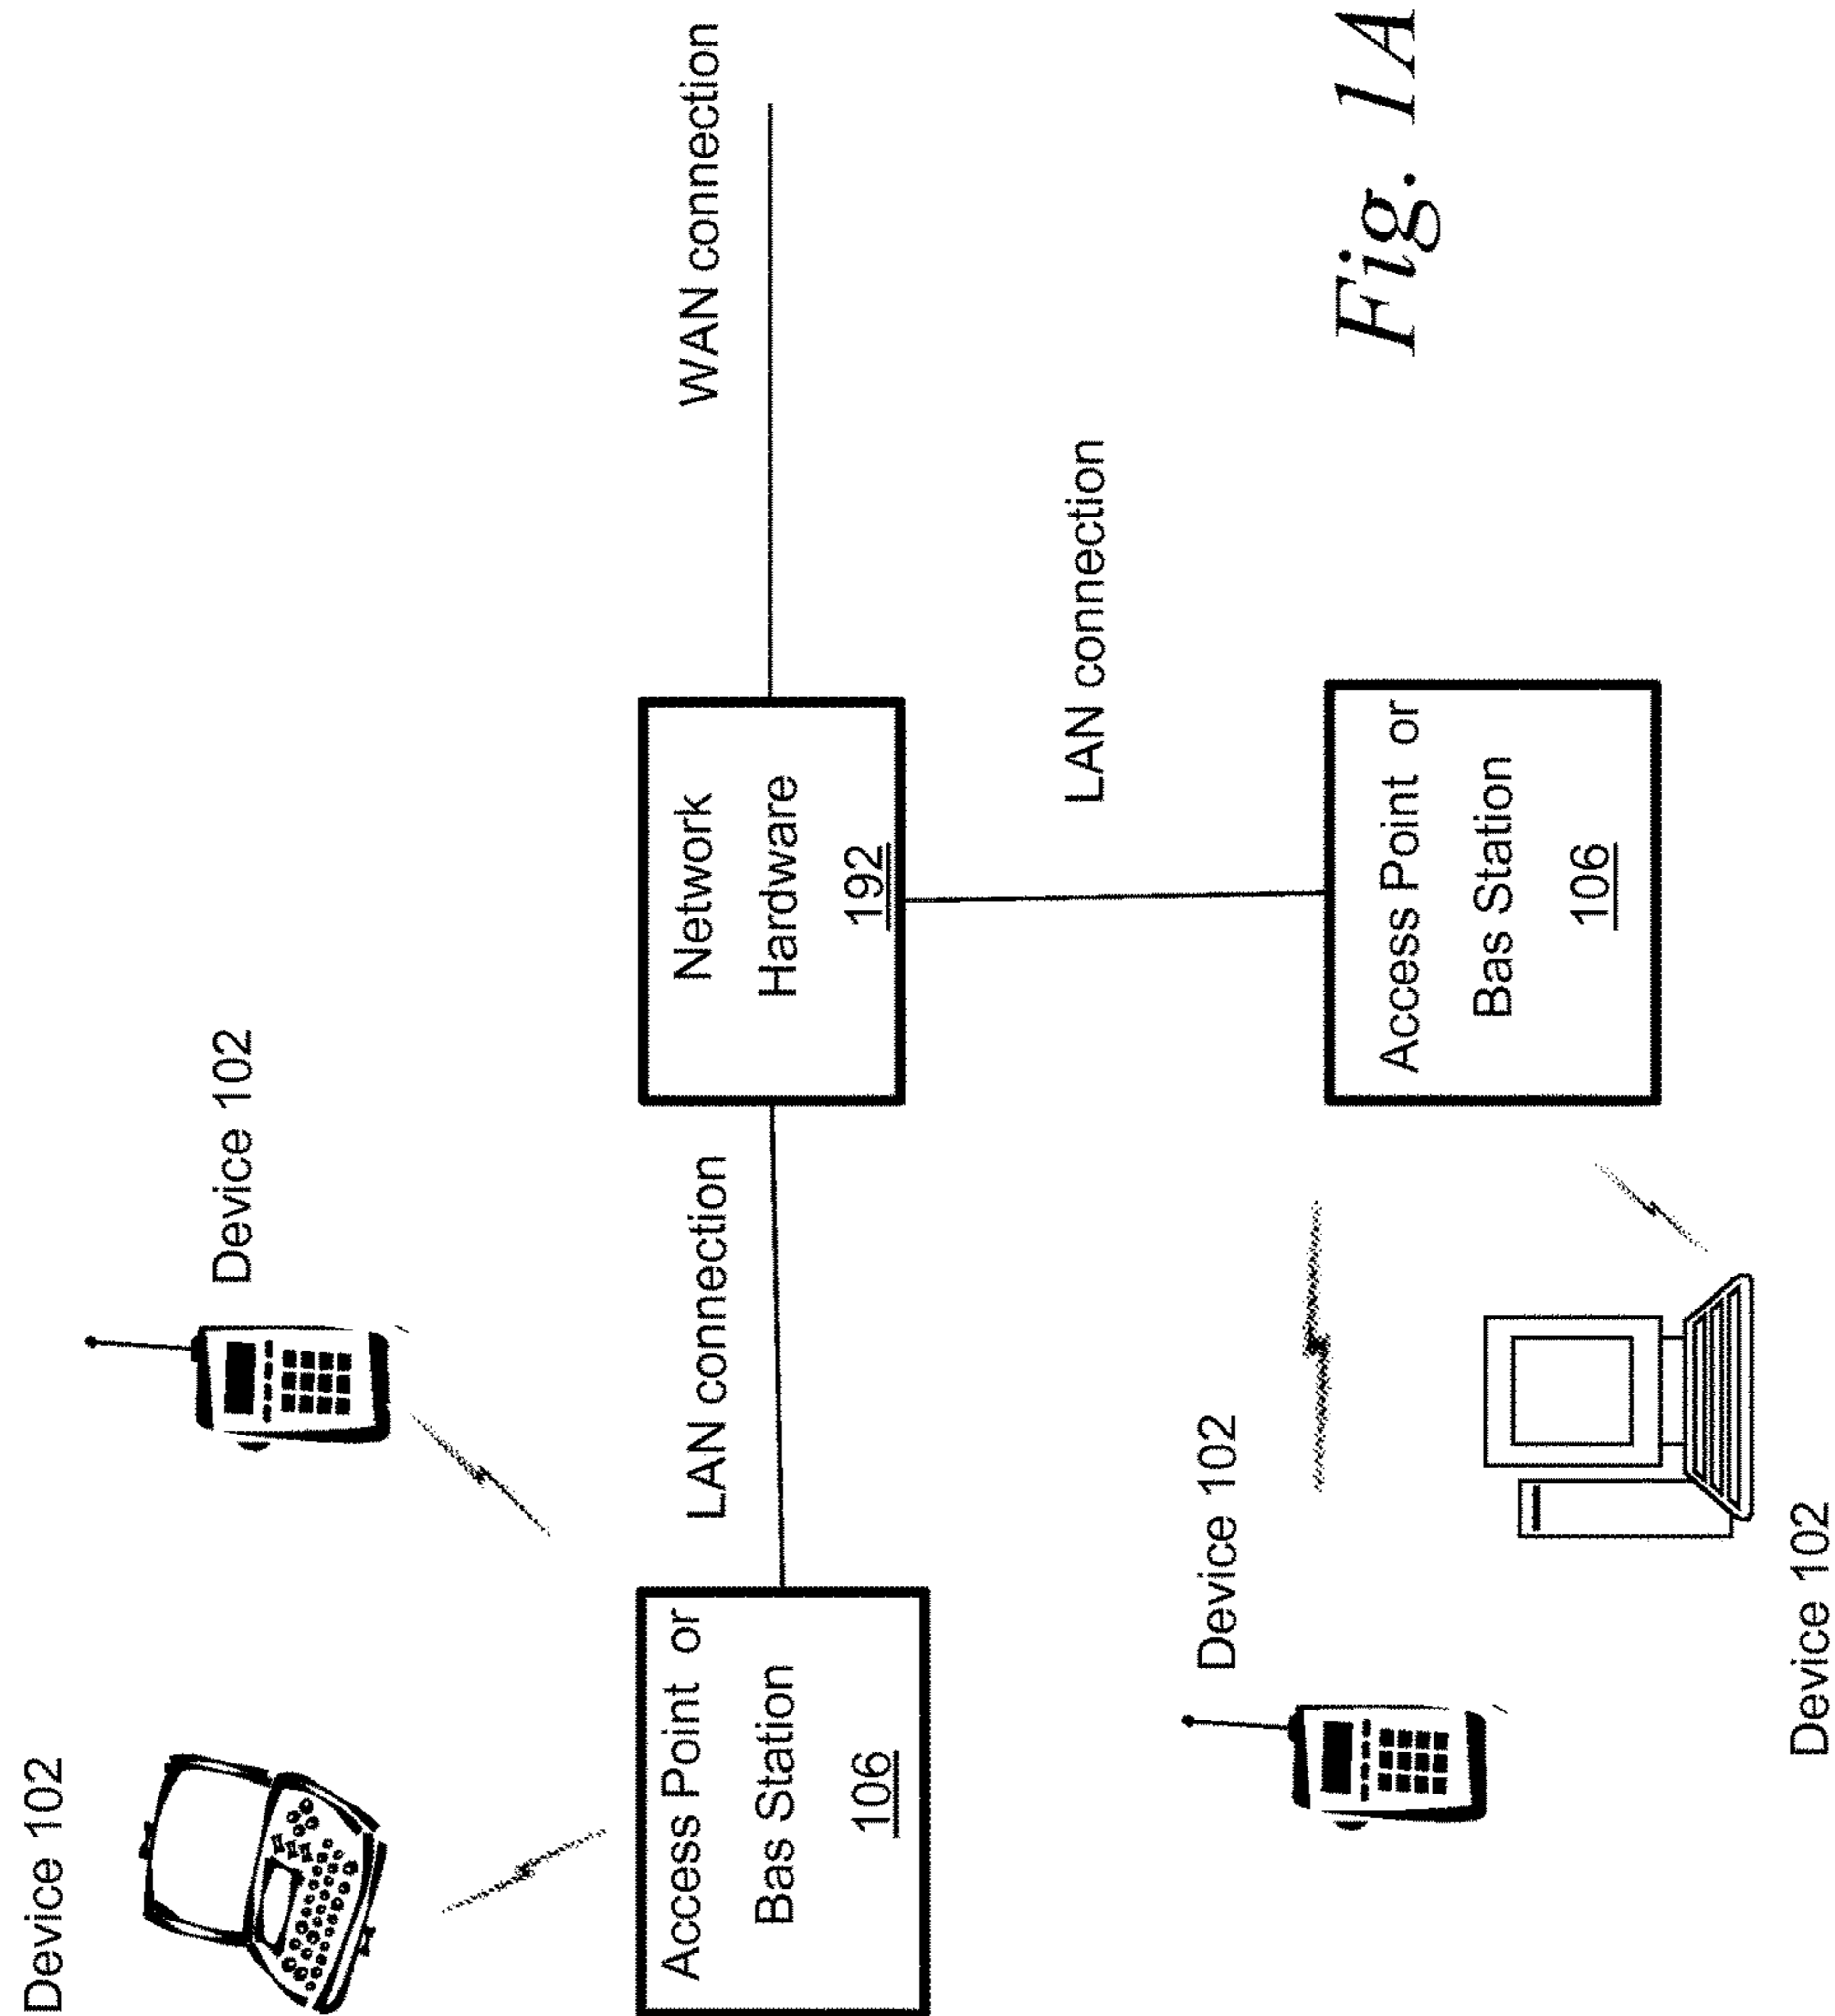 Device 102
Device 102
Access Point or
Bas Station
106
LAN connection
Network
Hardware
192
WAN connection
LAN connection
Device 102
Access Point or
Bas Station
106
Device 102
Fig. 1A